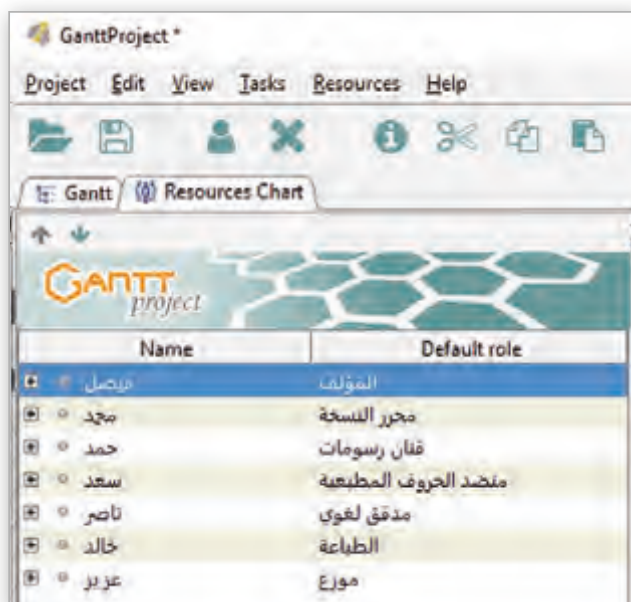 GanttProject *
Project Edit View Tasks Resources Help
Gantt Resources Chart
GANTT project
Name Default role
فيصل المؤلف
مجد محرر النسخة
حمد فنان رسومات
سعد منضد الحروف المطبعية
ناصر مدقق لغوي
خالد الطباعة
عزيز موزع